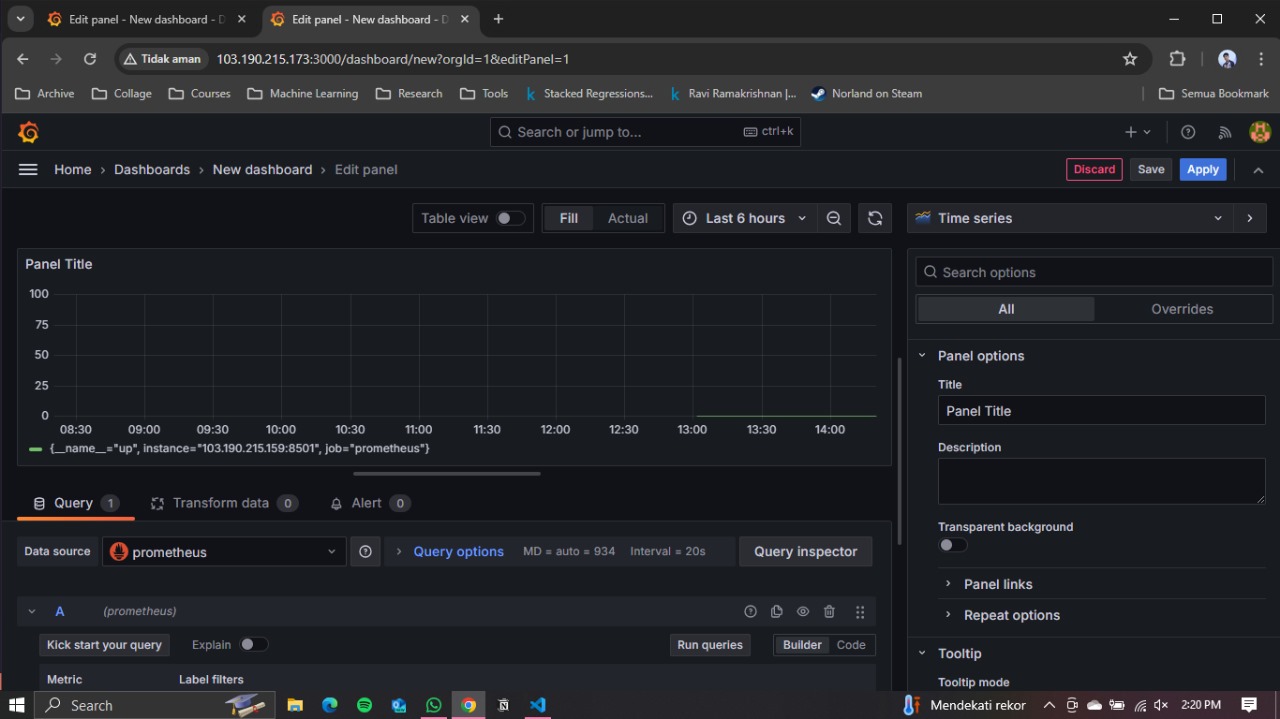 Edit panel - New dashboard - D
Edit panel - New dashboard - D
Tidak aman
103.190.215.173:3000/dashboard/new?orgId=1&editPanel=1
Archive
Collage
Courses
Machine Learning
Research
Tools
Stacked Regressions...
Ravi Ramakrishnan |...
Norland on Steam
Semua Bookmark
Search or jump to...
ctrl+k
Home › Dashboards › New dashboard › Edit panel
Discard
Save
Apply
Table view
Fill
Actual
Last 6 hours
Time series
Panel Title
100
75
50
25
0
08:30 09:00 09:30 10:00 10:30 11:00 11:30 12:00 12:30 13:00 13:30 14:00
{__name__="up", instance="103.190.215.159:8501", job="prometheus"}
Search options
All
Overrides
Panel options
Title
Panel Title
Description
Transparent background
Panel links
Repeat options
Tooltip
Tooltip mode
Query 1
Transform data 0
Alert 0
Data source
prometheus
Query options
MD = auto = 934
Interval = 20s
Query inspector
A
(prometheus)
Kick start your query
Explain
Run queries
Builder
Code
Metric
Label filters
Search
Mendekati rekor
2:20 PM